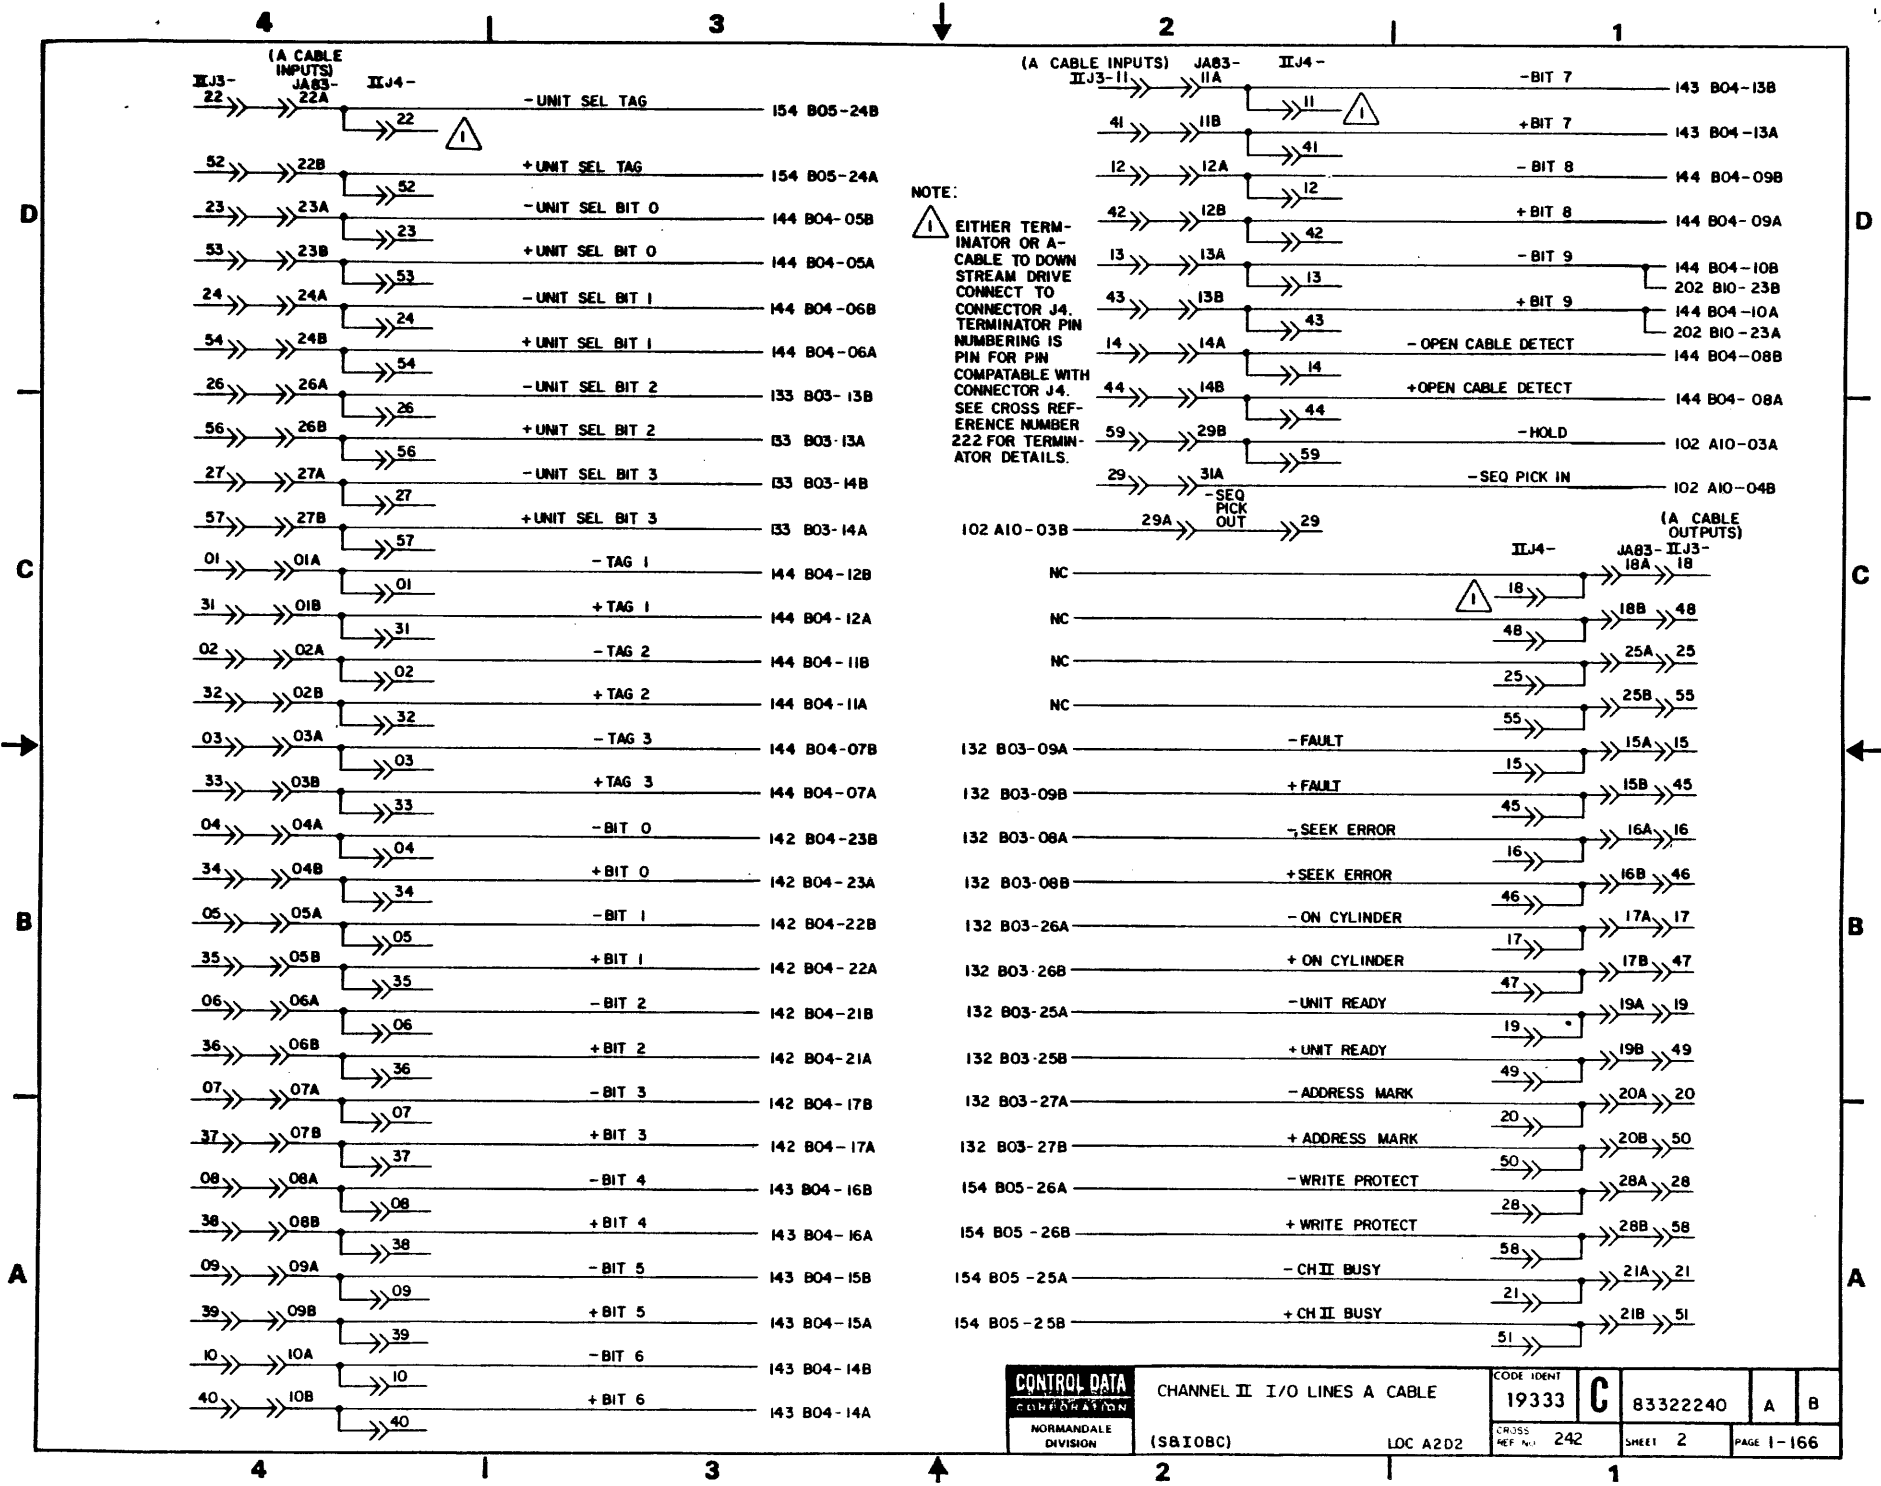 4 3 2 1
(A CABLE INPUTS)
IIJ3- JA83- IIJ4-
22 22A -UNIT SEL TAG 154 B05-24B
22
1
52 22B +UNIT SEL TAG 154 B05-24A
52
23 23A -UNIT SEL BIT 0 144 B04-05B
23
53 23B +UNIT SEL BIT 0 144 B04-05A
53
24 24A -UNIT SEL BIT 1 144 B04-06B
24
54 24B +UNIT SEL BIT 1 144 B04-06A
54
26 26A -UNIT SEL BIT 2 133 B03-13B
26
56 26B +UNIT SEL BIT 2 133 B03-13A
56
27 27A -UNIT SEL BIT 3 133 B03-14B
27
57 27B +UNIT SEL BIT 3 133 B03-14A
57
01 01A -TAG 1 144 B04-12B
01
31 01B +TAG 1 144 B04-12A
31
02 02A -TAG 2 144 B04-11B
02
32 02B +TAG 2 144 B04-11A
32
03 03A -TAG 3 144 B04-07B
03
33 03B +TAG 3 144 B04-07A
33
04 04A -BIT 0 142 B04-23B
04
34 04B +BIT 0 142 B04-23A
34
05 05A -BIT 1 142 B04-22B
05
35 05B +BIT 1 142 B04-22A
35
06 06A -BIT 2 142 B04-21B
06
36 06B +BIT 2 142 B04-21A
36
07 07A -BIT 3 142 B04-17B
07
37 07B +BIT 3 142 B04-17A
37
08 08A -BIT 4 143 B04-16B
08
38 08B +BIT 4 143 B04-16A
38
09 09A -BIT 5 143 B04-15B
09
39 09B +BIT 5 143 B04-15A
39
10 10A -BIT 6 143 B04-14B
10
40 10B +BIT 6 143 B04-14A
40
NOTE:
1 EITHER TERM-
INATOR OR A-
CABLE TO DOWN
STREAM DRIVE
CONNECT TO
CONNECTOR J4.
TERMINATOR PIN
NUMBERING IS
PIN FOR PIN
COMPATABLE WITH
CONNECTOR J4.
SEE CROSS REF-
ERENCE NUMBER
222 FOR TERMIN-
ATOR DETAILS.
(A CABLE INPUTS) JA83- IIJ4-
IIJ3-11 11A -BIT 7 143 B04-13B
11
1
41 11B +BIT 7 143 B04-13A
41
12 12A -BIT 8 144 B04-09B
12
42 12B +BIT 8 144 B04-09A
42
13 13A -BIT 9 144 B04-10B
13 202 B10-23B
43 13B +BIT 9 144 B04-10A
43 202 B10-23A
14 14A -OPEN CABLE DETECT 144 B04-08B
14
44 14B +OPEN CABLE DETECT 144 B04-08A
44
59 29B -HOLD 102 A10-03A
59
29 31A -SEQ PICK IN 102 A10-04B
102 A10-03B 29A -SEQ PICK OUT 29
(A CABLE OUTPUTS)
IIJ4- JA83- IIJ3-
NC 18A 18
1 18
NC 18B 48
48
NC 25A 25
25
NC 25B 55
55
132 B03-09A -FAULT 15A 15
15
132 B03-09B +FAULT 15B 45
45
132 B03-08A -SEEK ERROR 16A 16
16
132 B03-08B +SEEK ERROR 16B 46
46
132 B03-26A -ON CYLINDER 17A 17
17
132 B03-26B +ON CYLINDER 17B 47
47
132 B03-25A -UNIT READY 19A 19
19
132 B03-25B +UNIT READY 19B 49
49
132 B03-27A -ADDRESS MARK 20A 20
20
132 B03-27B +ADDRESS MARK 20B 50
50
154 B05-26A -WRITE PROTECT 28A 28
28
154 B05-26B +WRITE PROTECT 28B 58
58
154 B05-25A -CH II BUSY 21A 21
21
154 B05-25B +CH II BUSY 21B 51
51
D D
C C
B B
A A
CONTROL DATA
CORPORATION
NORMANDALE
DIVISION
CHANNEL II I/O LINES A CABLE
(S&IOBC) LOC A2D2
CODE IDENT
19333 C 83322240 A B
CROSS
REF NO. 242 SHEET 2 PAGE 1-166
4 3 2 1